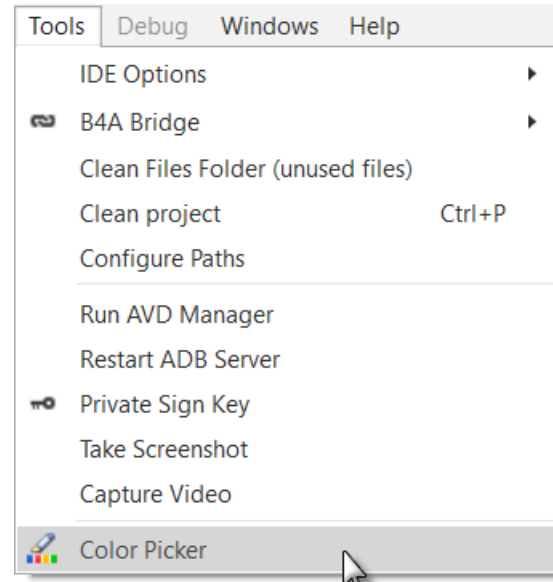 Tools Debug Windows Help
IDE Options
B4A Bridge
Clean Files Folder (unused files)
Clean project Ctrl+P
Configure Paths
Run AVD Manager
Restart ADB Server
Private Sign Key
Take Screenshot
Capture Video
Color Picker